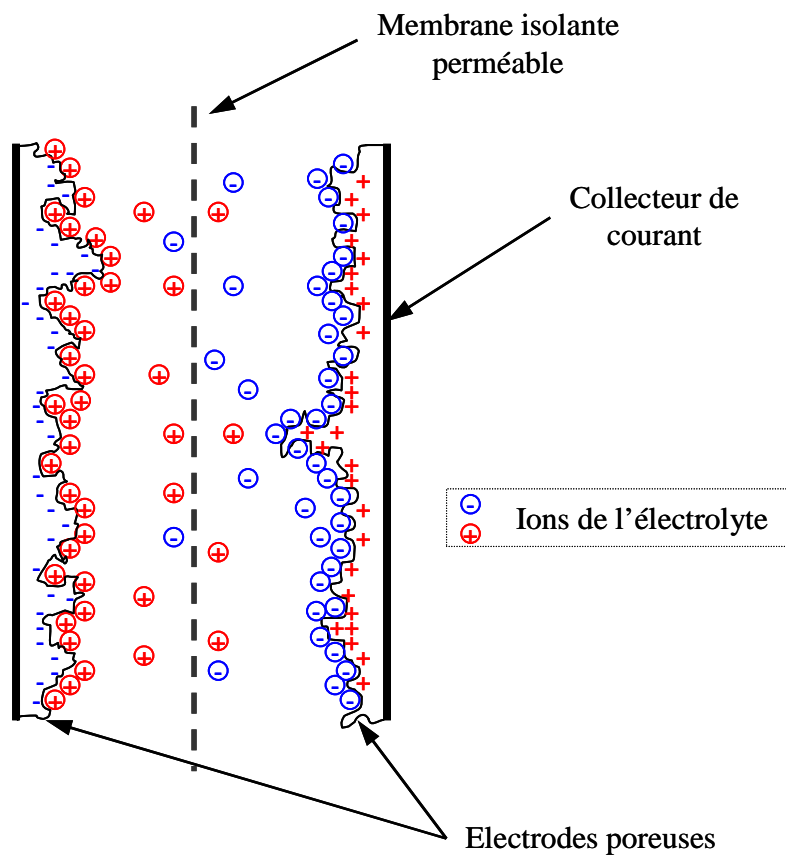 Membrane isolante
perméable
Collecteur de
courant
Ions de l’électrolyte
Electrodes poreuses